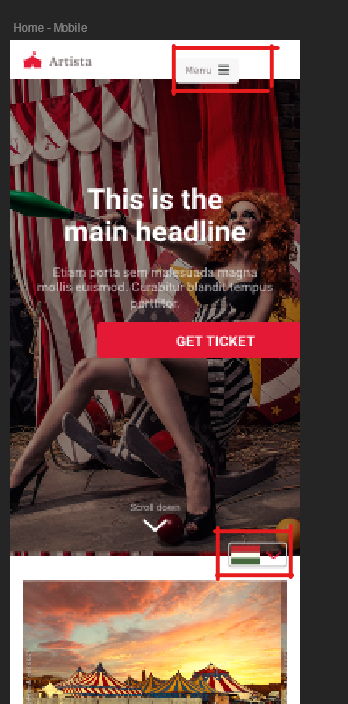 Home - Mobile
Artista
Menu
This is the
main headline
Etiam porta sem malesuada magna
mollis euismod. Curabitur blandit tempus
porttitor.
GET TICKET
Scroll down